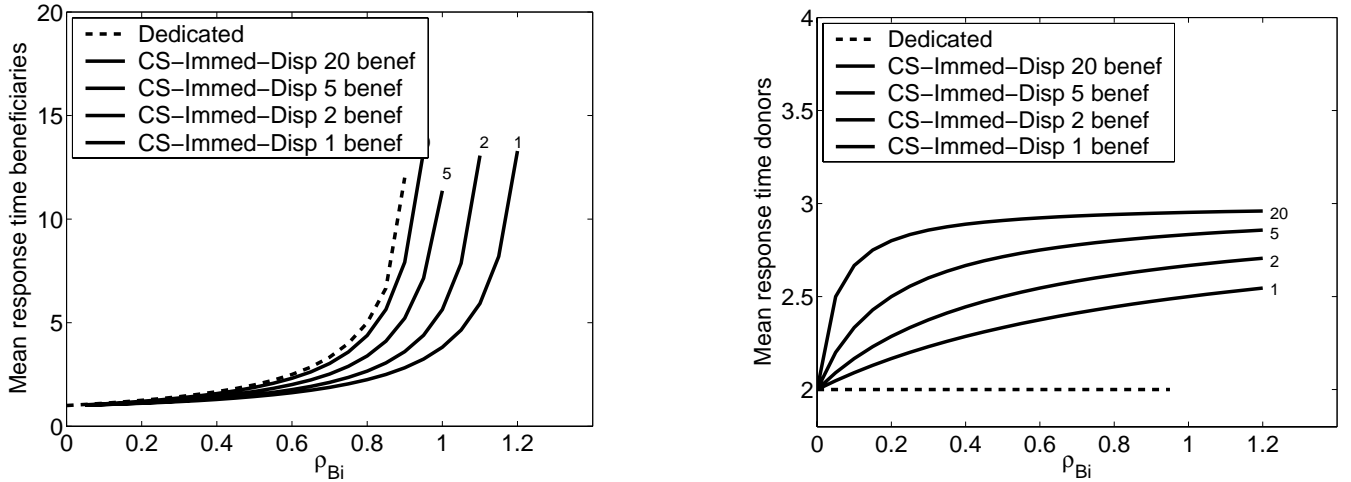 Mean response time beneficiaries
20
15
10
5
0
Dedicated
CS−Immed−Disp 20 benef
CS−Immed−Disp 5 benef
CS−Immed−Disp 2 benef
CS−Immed−Disp 1 benef
2
1
5
0 0.2 0.4 0.6 0.8 1 1.2
ρBi
Mean response time donors
4
3.5
3
2.5
2
Dedicated
CS−Immed−Disp 20 benef
CS−Immed−Disp 5 benef
CS−Immed−Disp 2 benef
CS−Immed−Disp 1 benef
20
5
2
1
0 0.2 0.4 0.6 0.8 1 1.2
ρBi